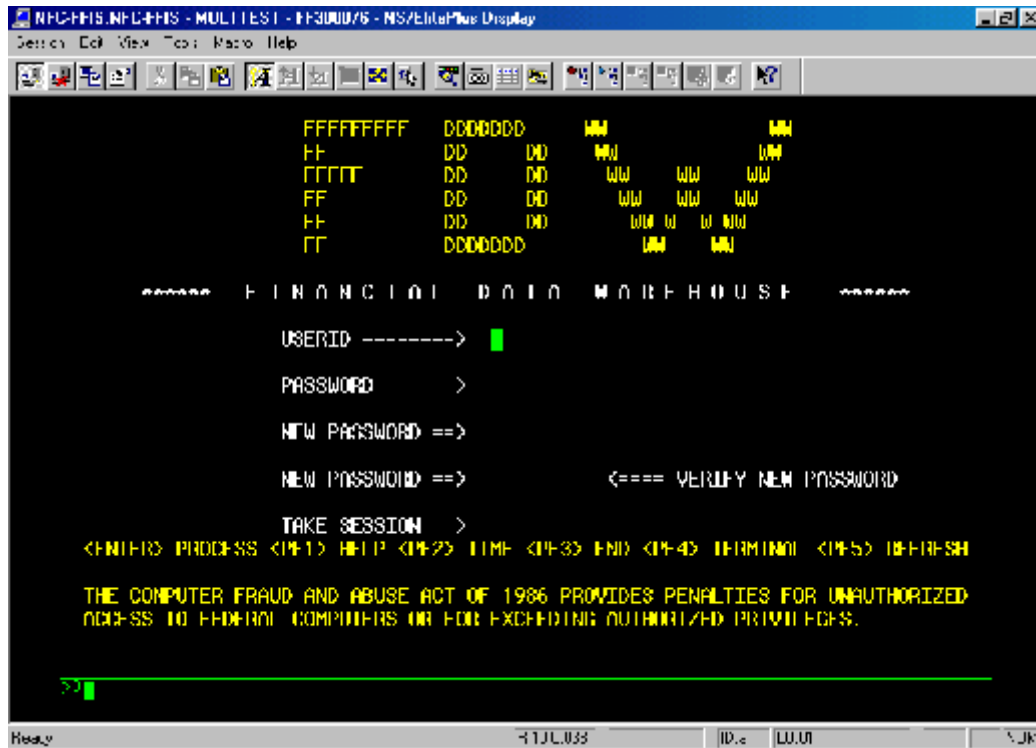 NFC-FFIS.NFC-FFIS - MULTTEST - FF300076 - NS/ElitePlus Display
Session Edit View Tools Macro Help
FDW
****** FINANCIAL DATA WAREHOUSE ******
USERID -------->
PASSWORD >
NEW PASSWORD ==>
NEW PASSWORD ==> <==== VERIFY NEW PASSWORD
TAKE SESSION >
<ENTER> PROCESS <PF1> HELP <PF2> TIME <PF3> END <PF4> TERMINAL <PF5> REFRESH
THE COMPUTER FRAUD AND ABUSE ACT OF 1986 PROVIDES PENALTIES FOR UNAUTHORIZED
ACCESS TO FEDERAL COMPUTERS OR FOR EXCEEDING AUTHORIZED PRIVILEGES.
Ready